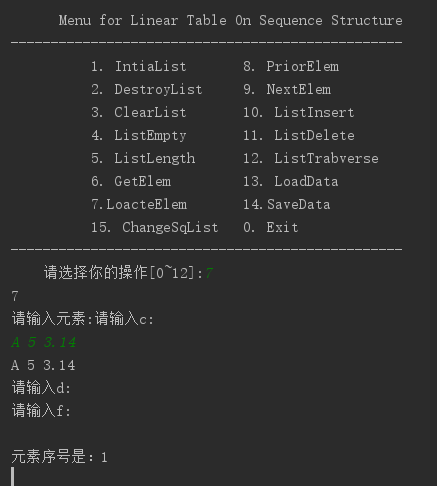 Menu for Linear Table On Sequence Structure
-------------------------------------------------
1. IntiaList 8. PriorElem
2. DestroyList 9. NextElem
3. ClearList 10. ListInsert
4. ListEmpty 11. ListDelete
5. ListLength 12. ListTrabverse
6. GetElem 13. LoadData
7.LoacteElem 14.SaveData
15. ChangeSqList 0. Exit
-------------------------------------------------
请选择你的操作[0~12]:7
7
请输入元素:请输入c:
A 5 3.14
A 5 3.14
请输入d:
请输入f:
元素序号是: 1